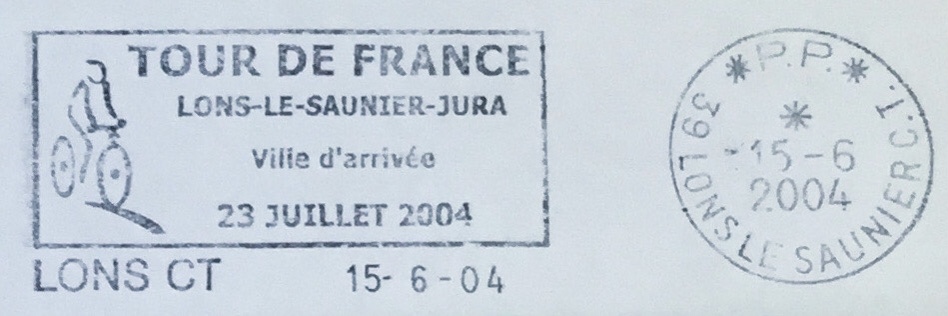 TOUR DE FRANCE
LONS-LE-SAUNIER-JURA
Ville d'arrivée
23 JUILLET 2004
LONS CT 15- 6 -04
* P.P. *
*
-15-6
2004
39 LONS LE SAUNIER C.T.